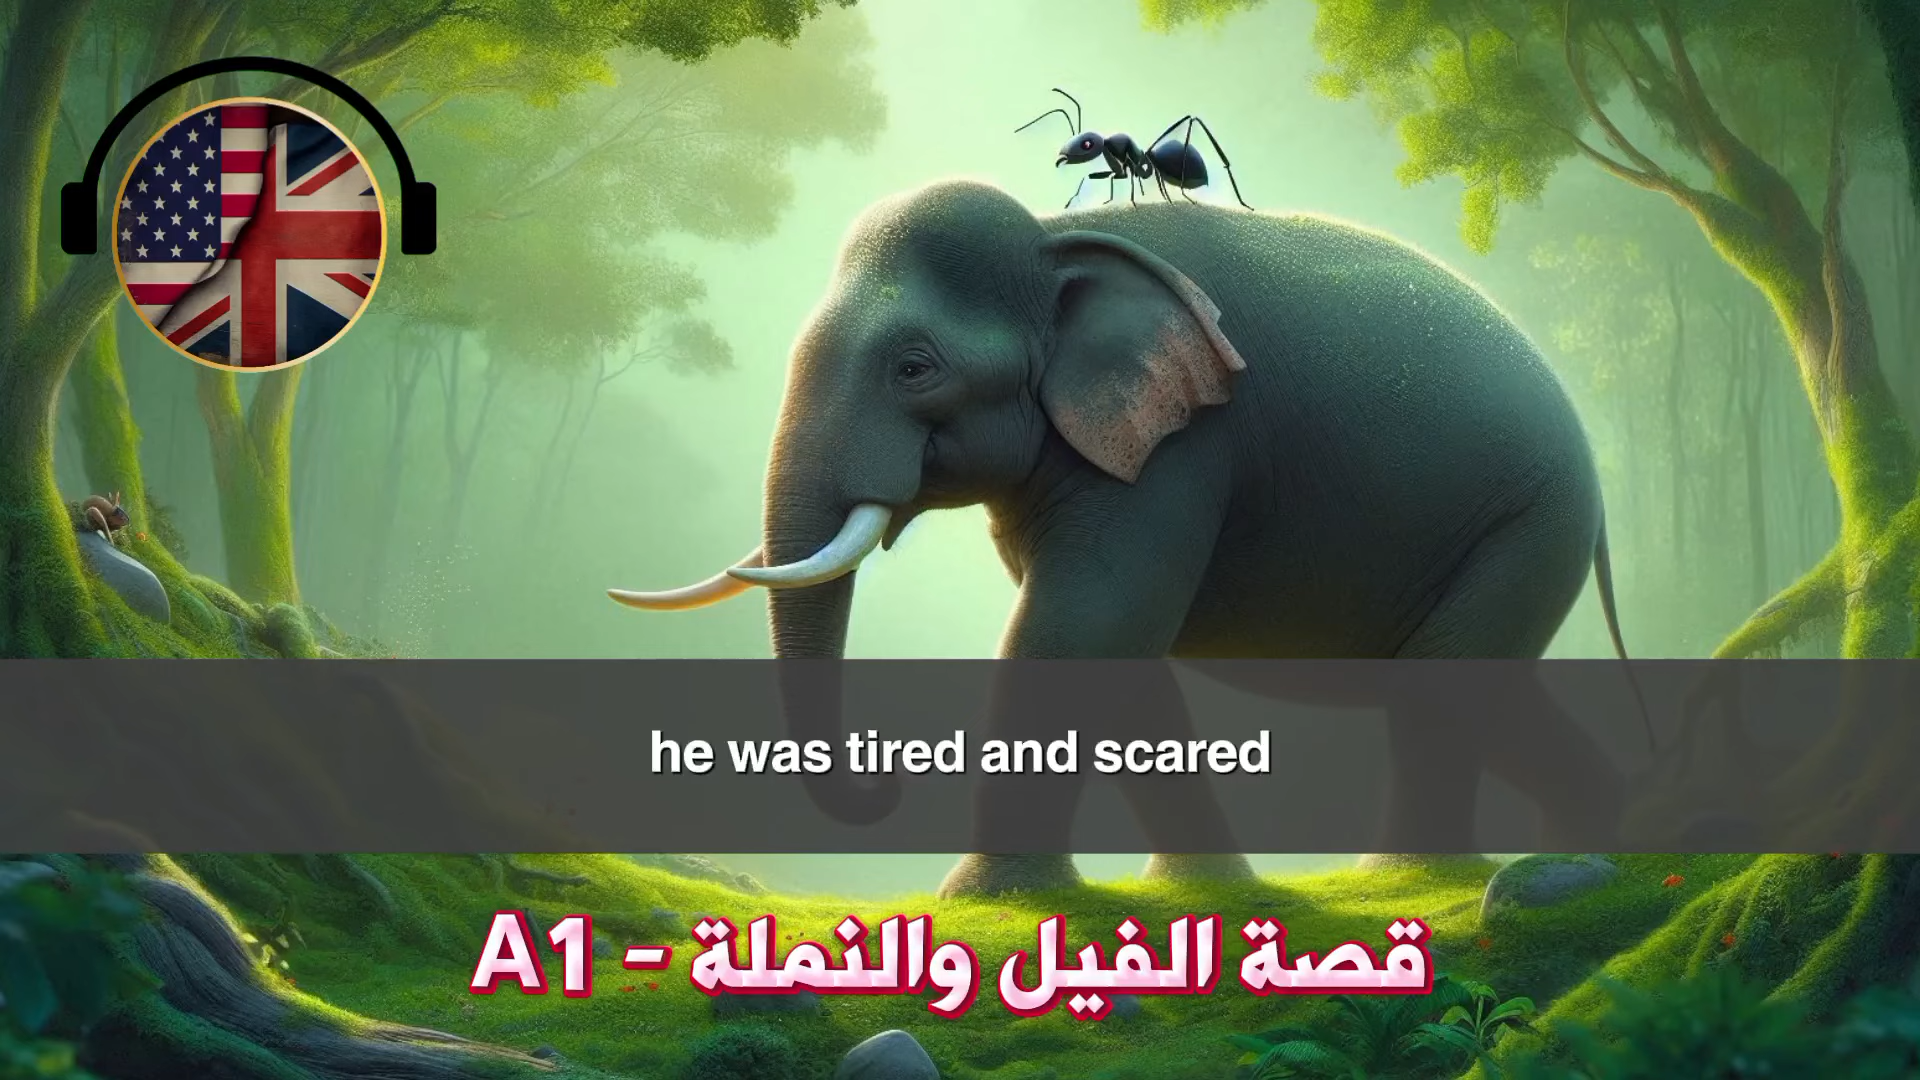 he was tired and scared
قصة الفيل والنملة - A1